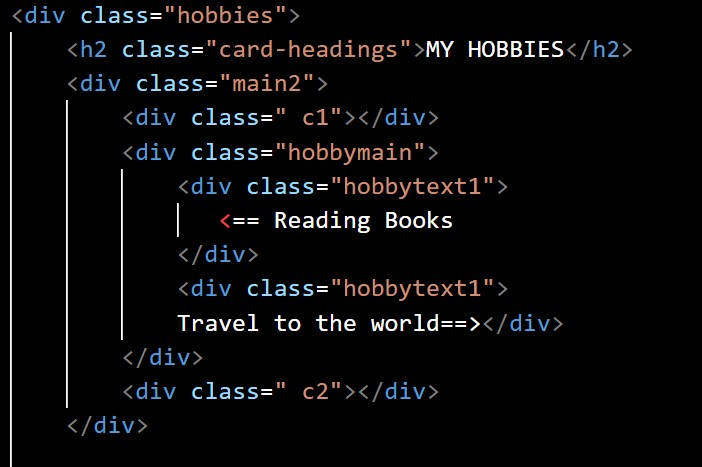 <div class="hobbies">
    <h2 class="card-headings">MY HOBBIES</h2>
    <div class="main2">
        <div class=" c1"></div>
        <div class="hobbymain">
            <div class="hobbytext1">
               <== Reading Books
            </div>
            <div class="hobbytext1">
            Travel to the world==></div>
        </div>
        <div class=" c2"></div>
    </div>